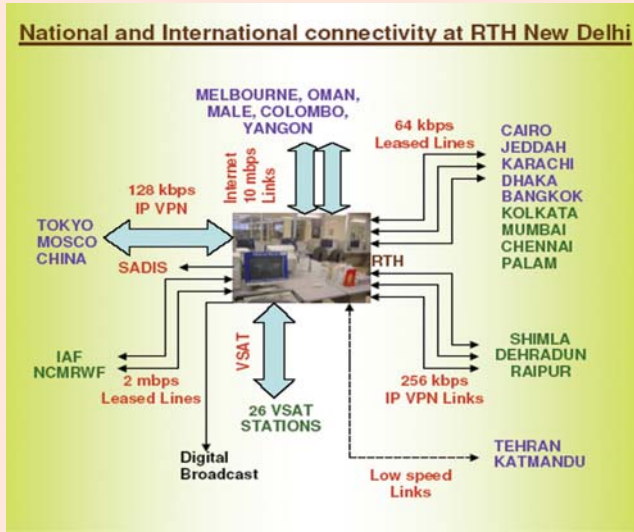 National and International connectivity at RTH New Delhi
MELBOURNE, OMAN,
MALE, COLOMBO,
YANGON
64 kbps
Leased Lines
CAIRO
JEDDAH
KARACHI
DHAKA
BANGKOK
KOLKATA
MUMBAI
CHENNAI
PALAM
Internet
10 mbps
Links
128 kbps
IP VPN
TOKYO
MOSCO
CHINA
SADIS
RTH
IAF
NCMRWF
2 mbps
Leased Lines
VSAT
26 VSAT
STATIONS
256 kbps
IP VPN Links
SHIMLA
DEHRADUN
RAIPUR
Digital
Broadcast
Low speed
Links
TEHRAN
KATMANDU